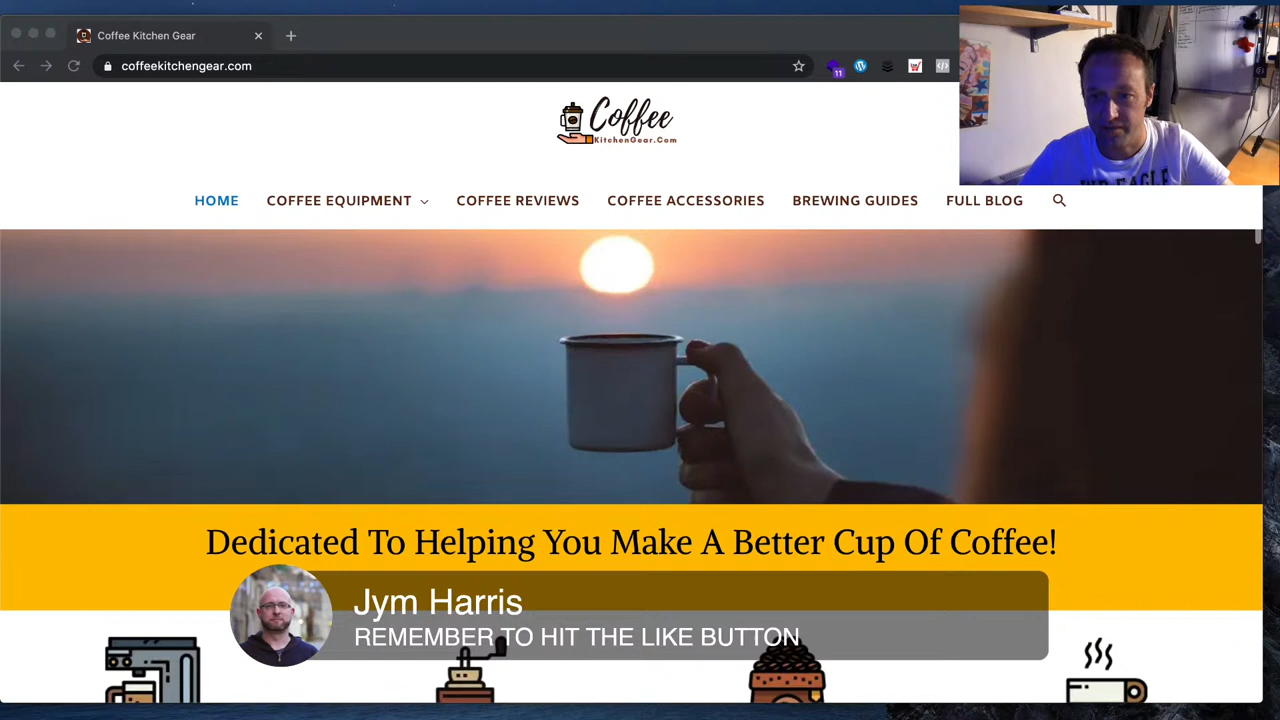 Coffee Kitchen Gear
coffeekitchengear.com
11
Coffee
KitchenGear.Com
HOME COFFEE EQUIPMENT COFFEE REVIEWS COFFEE ACCESSORIES BREWING GUIDES FULL BLOG
Dedicated To Helping You Make A Better Cup Of Coffee!
Jym Harris
REMEMBER TO HIT THE LIKE BUTTON